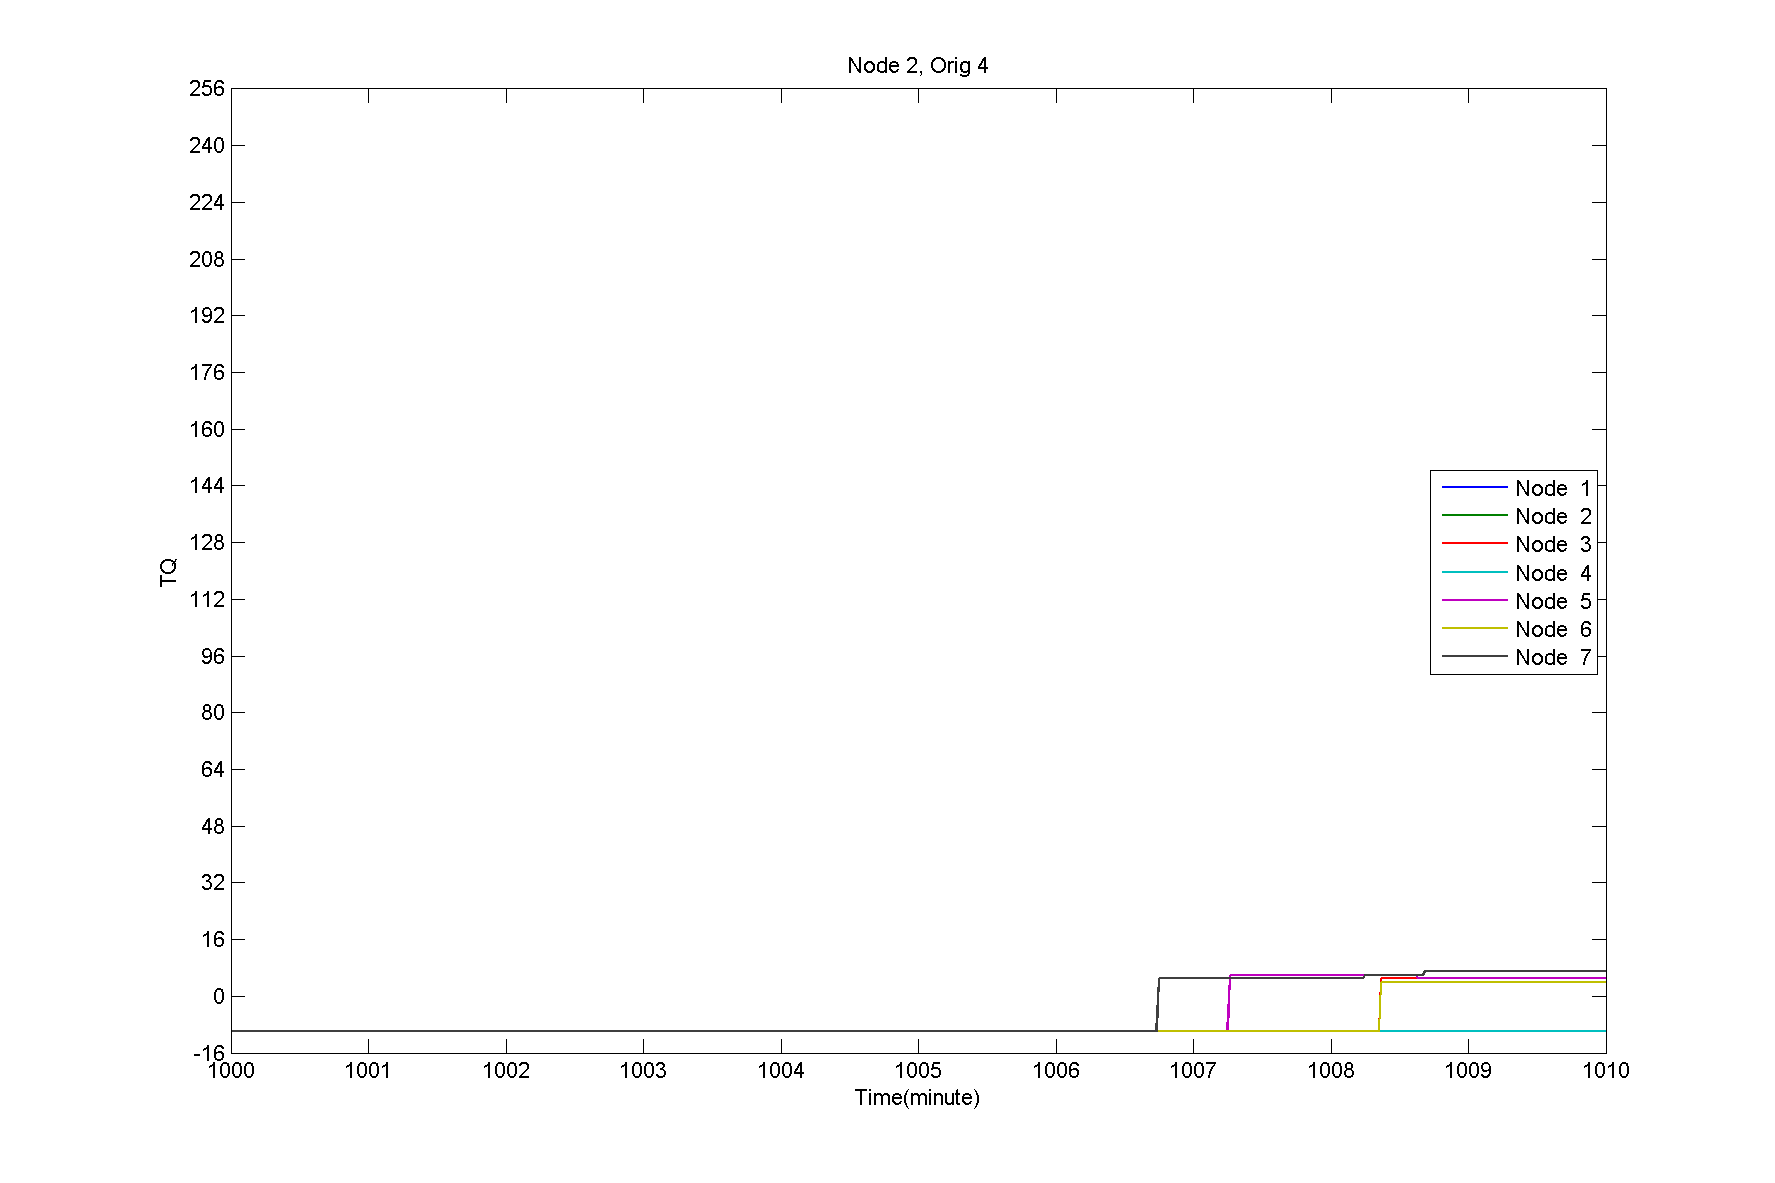 Node 2, Orig 4
256
240
224
208
192
176
160
144
128
112
96
80
64
48
32
16
0
-16
TQ
Node 1
Node 2
Node 3
Node 4
Node 5
Node 6
Node 7
1000 1001 1002 1003 1004 1005 1006 1007 1008 1009 1010
Time(minute)